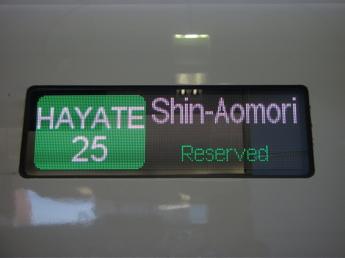 HAYATE
25
Shin-Aomori
Reserved